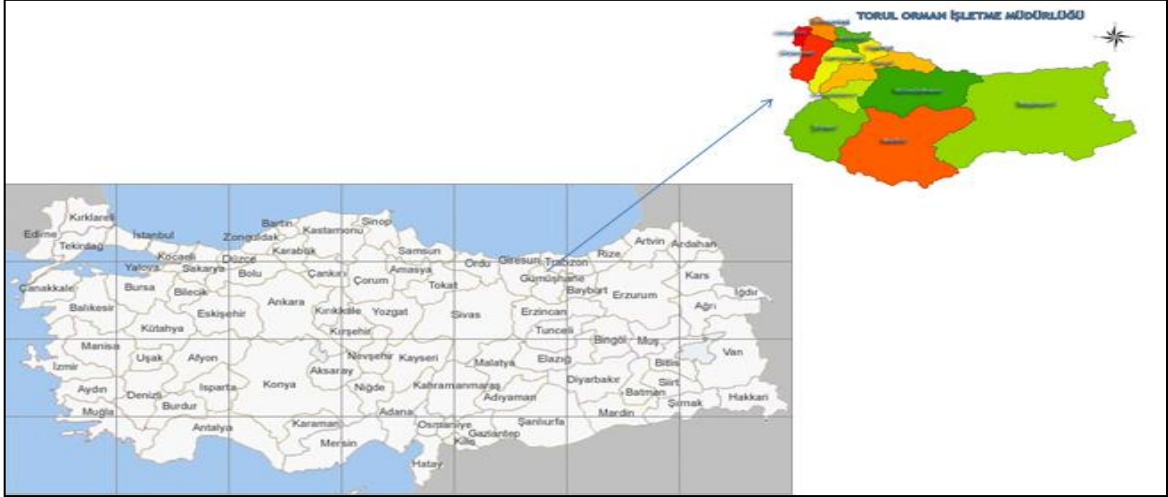 TORUL ORMAN İŞLETME MÜDÜRLÜĞÜ
Kırklareli
Edirne
Tekirdağ
İstanbul
Kocaeli
Yalova
Sakarya
Düzce
Zonguldak
Bartın
Karabük
Kastamonu
Sinop
Samsun
Ordu
Giresun
Trabzon
Rize
Artvin
Ardahan
Çanakkale
Bursa
Bilecik
Bolu
Çankırı
Çorum
Amasya
Tokat
Gümüşhane
Bayburt
Erzurum
Kars
Iğdır
Ağrı
Balıkesir
Kütahya
Eskişehir
Ankara
Kırıkkale
Yozgat
Sivas
Erzincan
Tunceli
Kırşehir
Manisa
Uşak
Afyon
Nevşehir
Kayseri
Malatya
Elazığ
Bingöl
Muş
Bitlis
Van
İzmir
Aydın
Denizli
Isparta
Konya
Aksaray
Niğde
Kahramanmaraş
Adıyaman
Diyarbakır
Batman
Siirt
Şırnak
Hakkari
Muğla
Burdur
Antalya
Karaman
Mersin
Adana
Osmaniye
Gaziantep
Kilis
Şanlıurfa
Mardin
Hatay